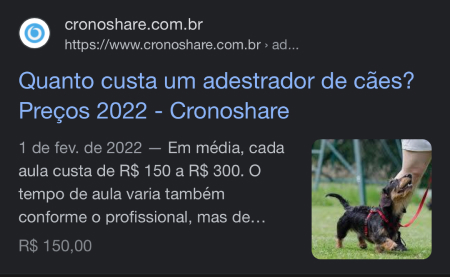 cronoshare.com.br
https://www.cronoshare.com.br › ad...
Quanto custa um adestrador de cães?
Preços 2022 - Cronoshare
1 de fev. de 2022 — Em média, cada
aula custa de R$ 150 a R$ 300. O
tempo de aula varia também
conforme o profissional, mas de...
R$ 150,00